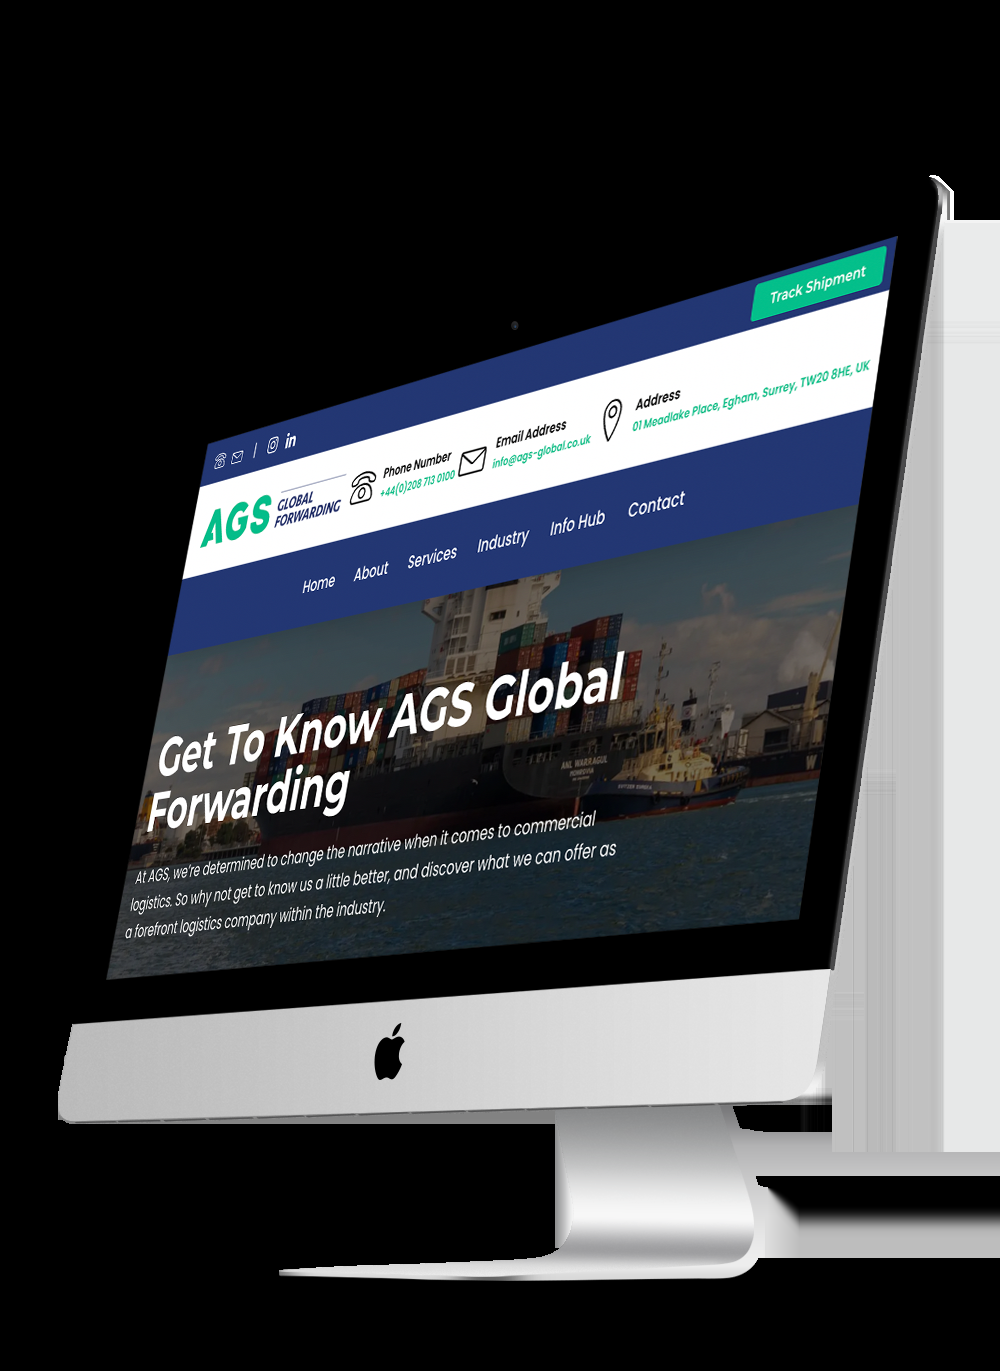 Track Shipment
in
AGS
GLOBAL
FORWARDING
Phone Number
+44(0)208 713 0100
Email Address
info@ags-global.co.uk
Address
01 Meadlake Place, Egham, Surrey, TW20 8HE, UK
Home About Services Industry Info Hub Contact
ANL WARRAGUL
MONROVIA
W
Get To Know AGS Global
Forwarding
At AGS, we're determined to change the narrative when it comes to commercial
logistics. So why not get to know us a little better, and discover what we can offer as
a forefront logistics company within the industry.